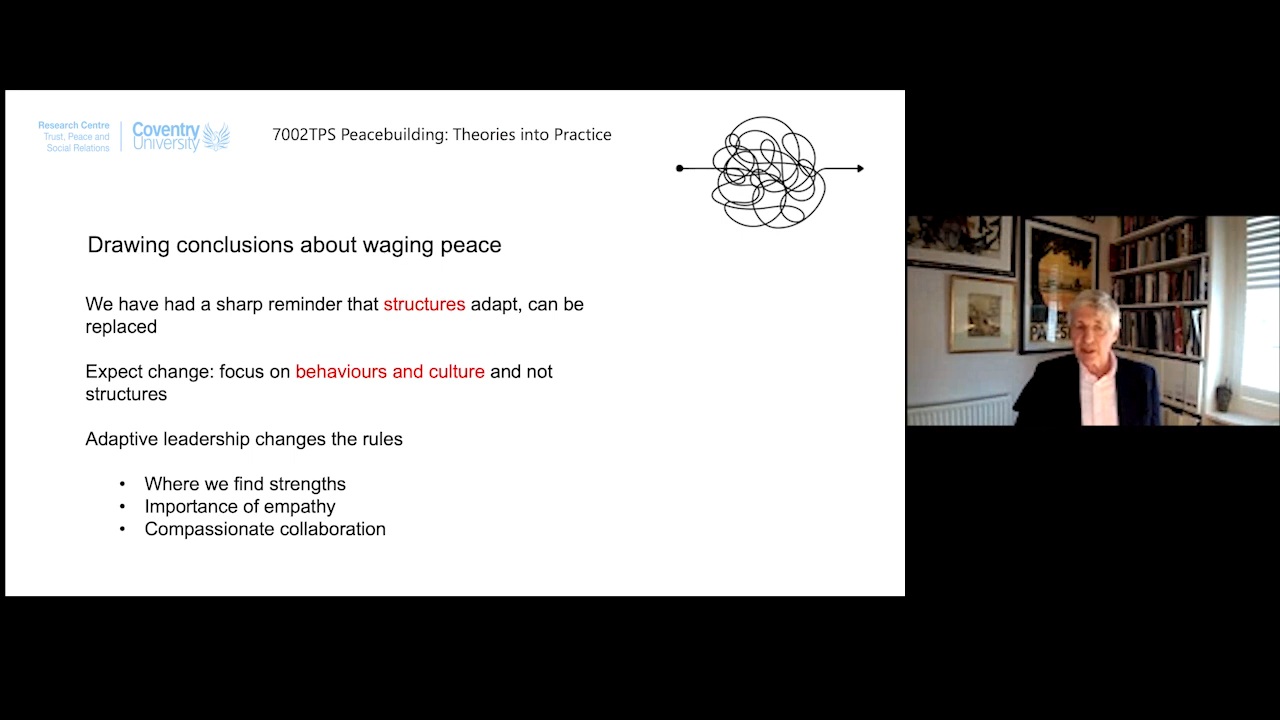 Research Centre
Trust, Peace and
Social Relations
Coventry
University
7002TPS Peacebuilding: Theories into Practice
Drawing conclusions about waging peace
We have had a sharp reminder that structures adapt, can be
replaced
Expect change: focus on behaviours and culture and not
structures
Adaptive leadership changes the rules
• Where we find strengths
• Importance of empathy
• Compassionate collaboration